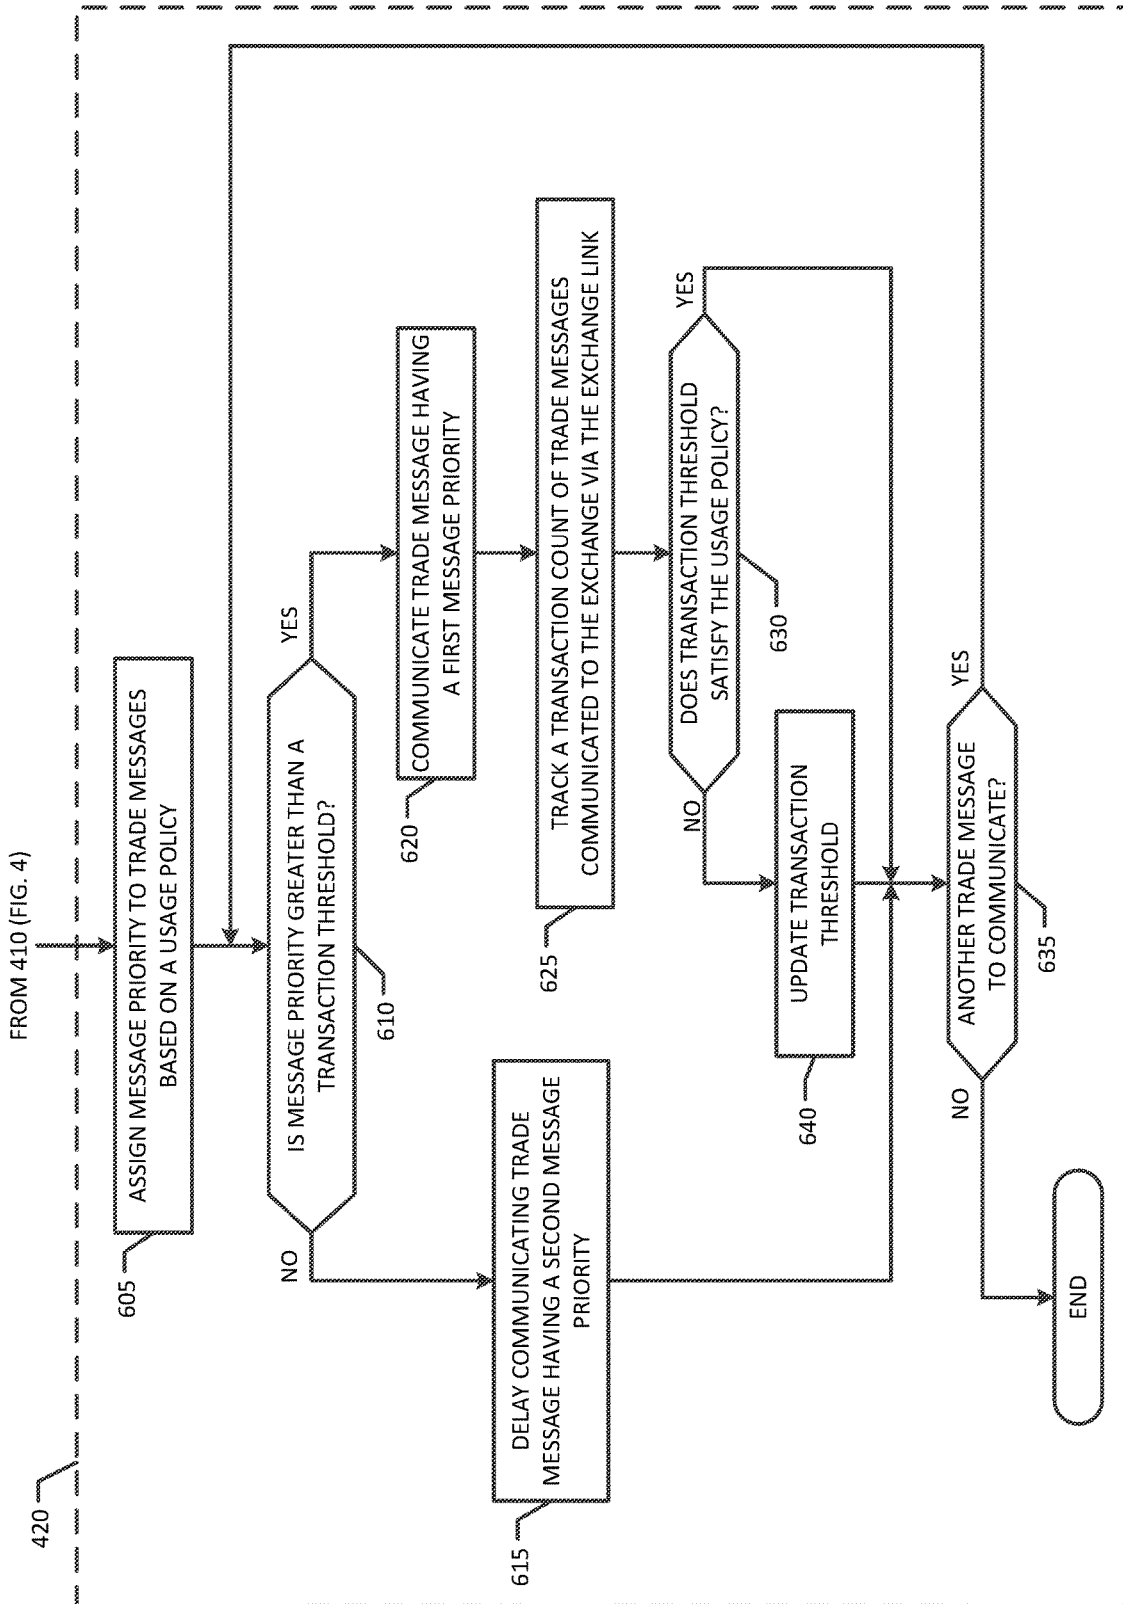 FROM 410 (FIG. 4)
420
ASSIGN MESSAGE PRIORITY TO TRADE MESSAGES
BASED ON A USAGE POLICY
605
IS MESSAGE PRIORITY GREATER THAN A
TRANSACTION THRESHOLD?
610
NO
YES
DELAY COMMUNICATING TRADE
MESSAGE HAVING A SECOND MESSAGE
PRIORITY
615
COMMUNICATE TRADE MESSAGE HAVING
A FIRST MESSAGE PRIORITY
620
TRACK A TRANSACTION COUNT OF TRADE MESSAGES
COMMUNICATED TO THE EXCHANGE VIA THE EXCHANGE LINK
625
DOES TRANSACTION THRESHOLD
SATISFY THE USAGE POLICY?
630
NO
YES
UPDATE TRANSACTION
THRESHOLD
640
ANOTHER TRADE MESSAGE
TO COMMUNICATE?
635
NO
YES
END